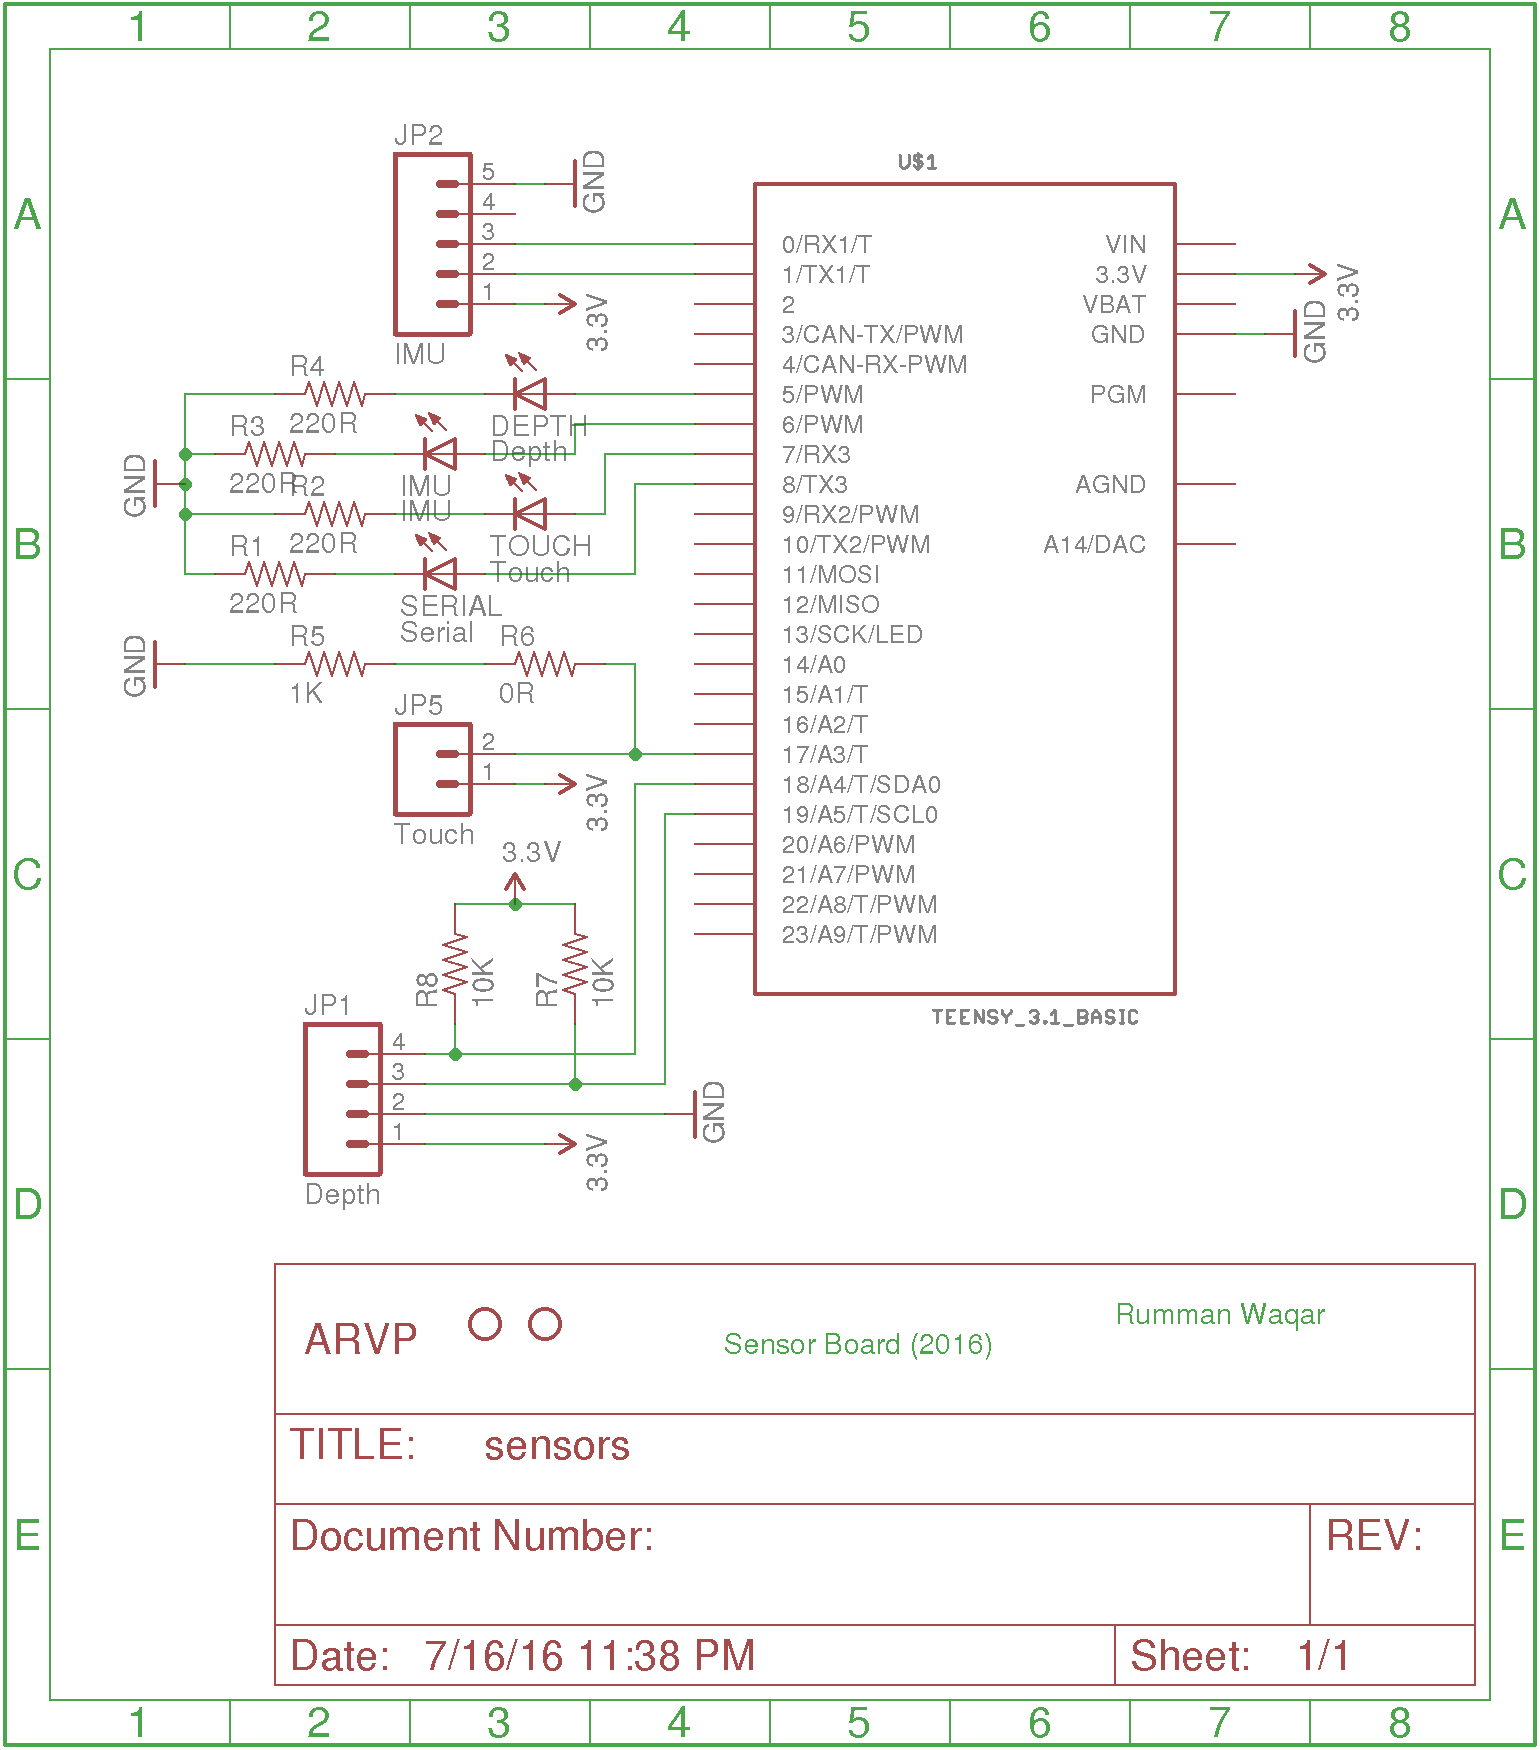 1 2 3 4 5 6 7 8
A A
B B
C C
D D
E E
JP2
5
4
3
2
1
GND
3.3V
IMU
U$1
0/RX1/T
1/TX1/T
2
3/CAN-TX/PWM
4/CAN-RX-PWM
5/PWM
6/PWM
7/RX3
8/TX3
9/RX2/PWM
10/TX2/PWM
11/MOSI
12/MISO
13/SCK/LED
14/A0
15/A1/T
16/A2/T
17/A3/T
18/A4/T/SDA0
19/A5/T/SCL0
20/A6/PWM
21/A7/PWM
22/A8/T/PWM
23/A9/T/PWM
VIN
3.3V
VBAT
GND
PGM
AGND
A14/DAC
3.3V
GND
TEENSY_3.1_BASIC
R4
220R
DEPTH
Depth
R3
220R
IMU
IMU
GND
R2
220R
TOUCH
Touch
R1
220R
SERIAL
Serial
GND
R5
1K
R6
0R
JP5
2
1
3.3V
Touch
3.3V
R8
10K
R7
10K
JP1
4
3
2
1
GND
3.3V
Depth
ARVP
Sensor Board (2016)
Rumman Waqar
TITLE: sensors
Document Number:
REV:
Date: 7/16/16 11:38 PM
Sheet: 1/1
1 2 3 4 5 6 7 8